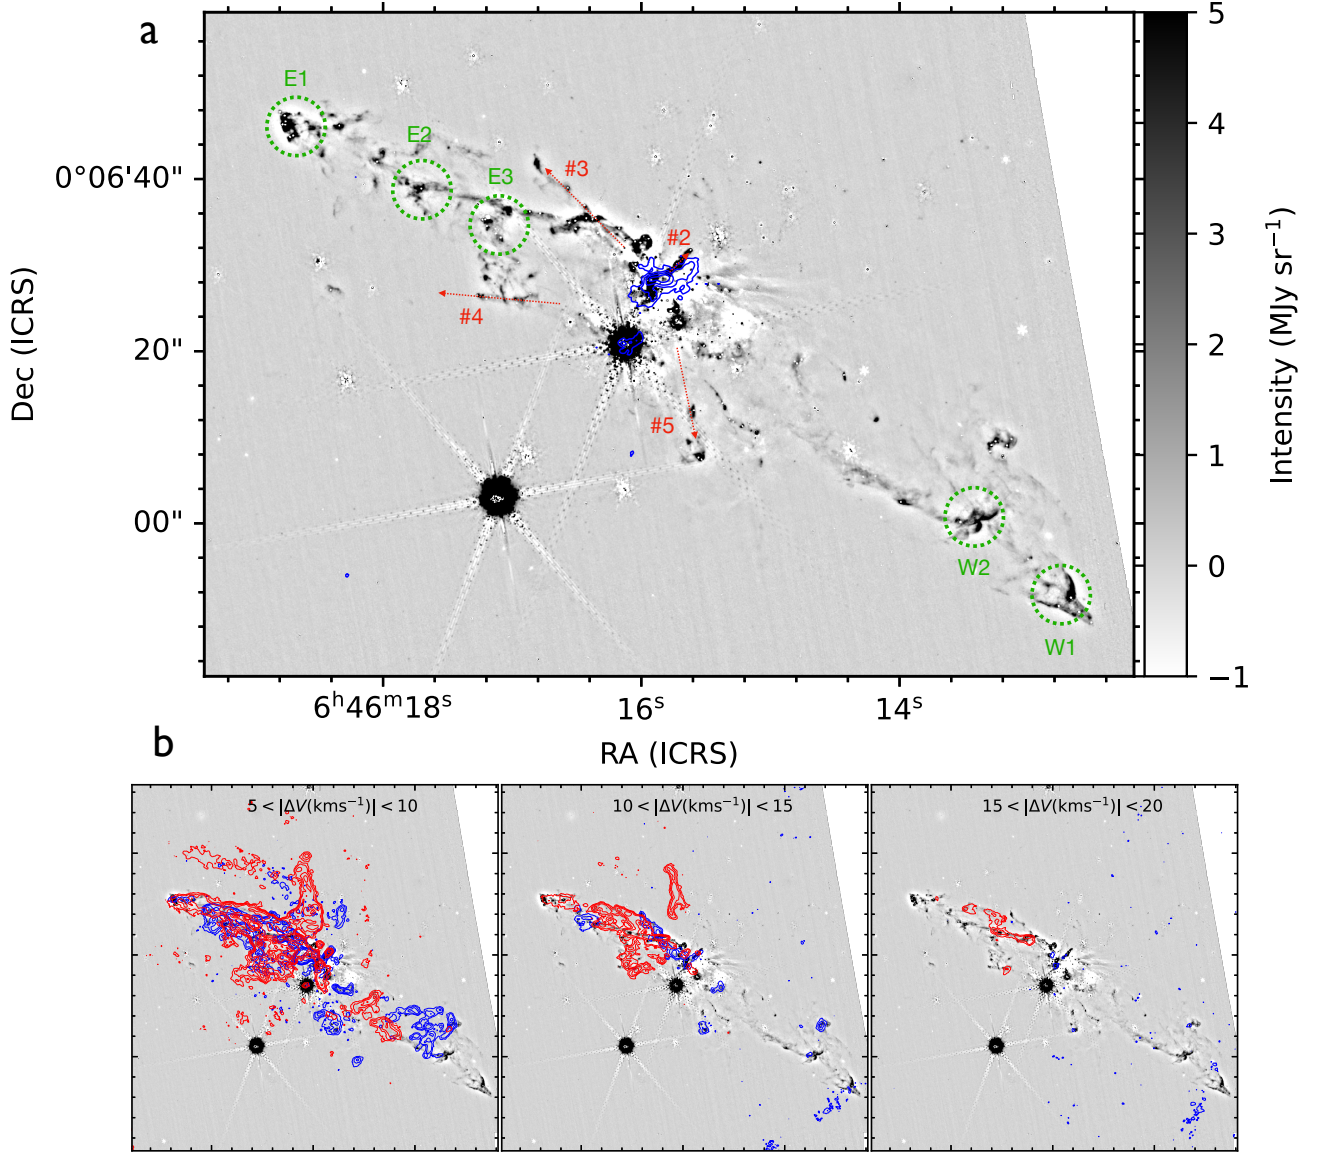 a
E1
E2
E3
#3
#2
#4
#5
W2
W1
0°06'40"
20"
00"
Dec (ICRS)
6ʰ46ᵐ18ˢ
16ˢ
14ˢ
RA (ICRS)
5
4
3
2
1
0
−1
Intensity (MJy sr⁻¹)
b
5 < |ΔV(kms⁻¹)| < 10
10 < |ΔV(kms⁻¹)| < 15
15 < |ΔV(kms⁻¹)| < 20